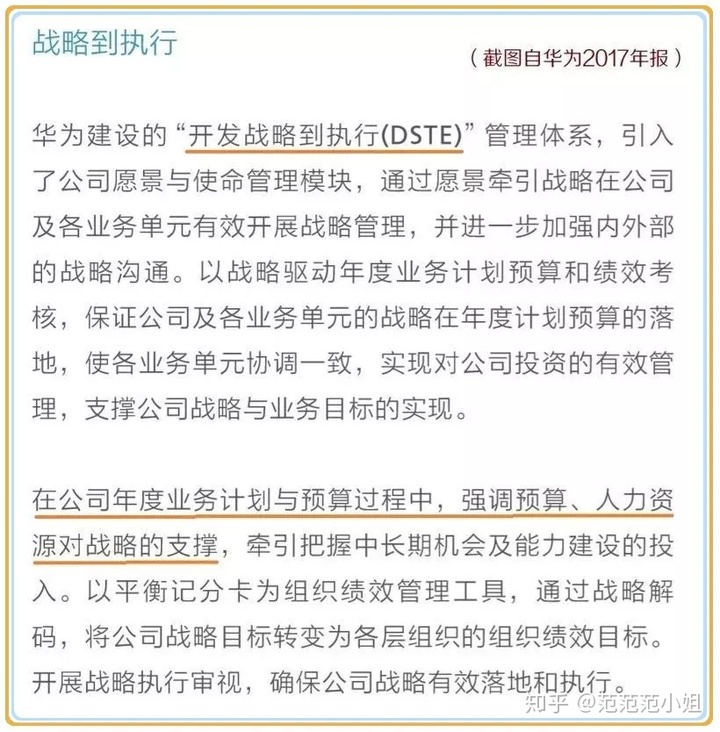 战略到执行
（截图自华为2017年报）
华为建设的“开发战略到执行(DSTE)”管理体系，引入
了公司愿景与使命管理模块，通过愿景牵引战略在公司
及各业务单元有效开展战略管理，并进一步加强内外部
的战略沟通。以战略驱动年度业务计划预算和绩效考
核，保证公司及各业务单元的战略在年度计划预算的落
地，使各业务单元协调一致，实现对公司投资的有效管
理，支撑公司战略与业务目标的实现。
在公司年度业务计划与预算过程中，强调预算、人力资
源对战略的支撑，牵引把握中长期机会及能力建设的投
入。以平衡记分卡为组织绩效管理工具，通过战略解
码，将公司战略目标转变为各层组织的组织绩效目标。
开展战略执行审视，确保公司战略有效落地和执行。
知乎 @范范范小姐